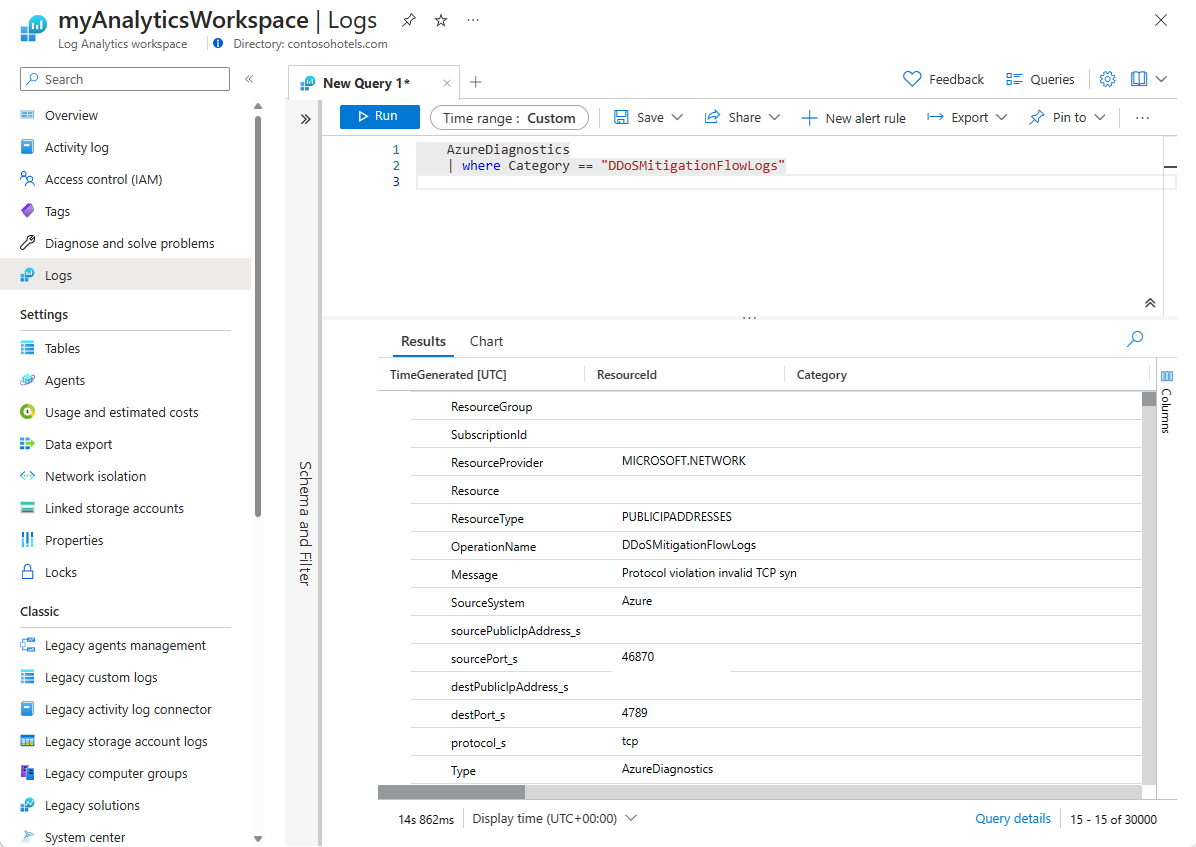 myAnalyticsWorkspace | Logs
Log Analytics workspace
Directory: contosohotels.com
Search
Overview
Activity log
Access control (IAM)
Tags
Diagnose and solve problems
Logs
Settings
Tables
Agents
Usage and estimated costs
Data export
Network isolation
Linked storage accounts
Properties
Locks
Classic
Legacy agents management
Legacy custom logs
Legacy activity log connector
Legacy storage account logs
Legacy computer groups
Legacy solutions
System center
New Query 1*
Feedback
Queries
Run
Time range : Custom
Save
Share
New alert rule
Export
Pin to
Schema and Filter
1 AzureDiagnostics
2 | where Category == "DDoSMitigationFlowLogs"
3
Results Chart
TimeGenerated [UTC] ResourceId Category
Columns
ResourceGroup
SubscriptionId
ResourceProvider MICROSOFT.NETWORK
Resource
ResourceType PUBLICIPADDRESSES
OperationName DDoSMitigationFlowLogs
Message Protocol violation invalid TCP syn
SourceSystem Azure
sourcePublicIpAddress_s
sourcePort_s 46870
destPublicIpAddress_s
destPort_s 4789
protocol_s tcp
Type AzureDiagnostics
14s 862ms Display time (UTC+00:00) Query details 15 - 15 of 30000